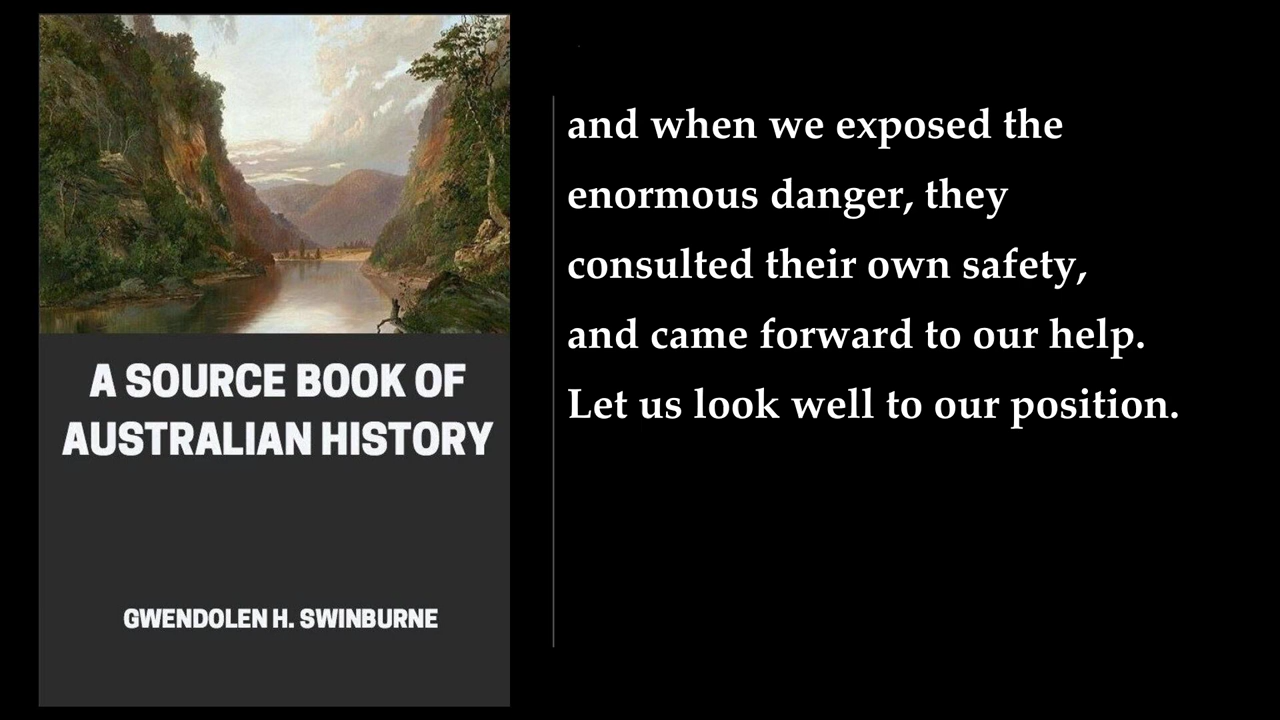 A SOURCE BOOK OF
AUSTRALIAN HISTORY
GWENDOLEN H. SWINBURNE
and when we exposed the
enormous danger, they
consulted their own safety,
and came forward to our help.
Let us look well to our position.